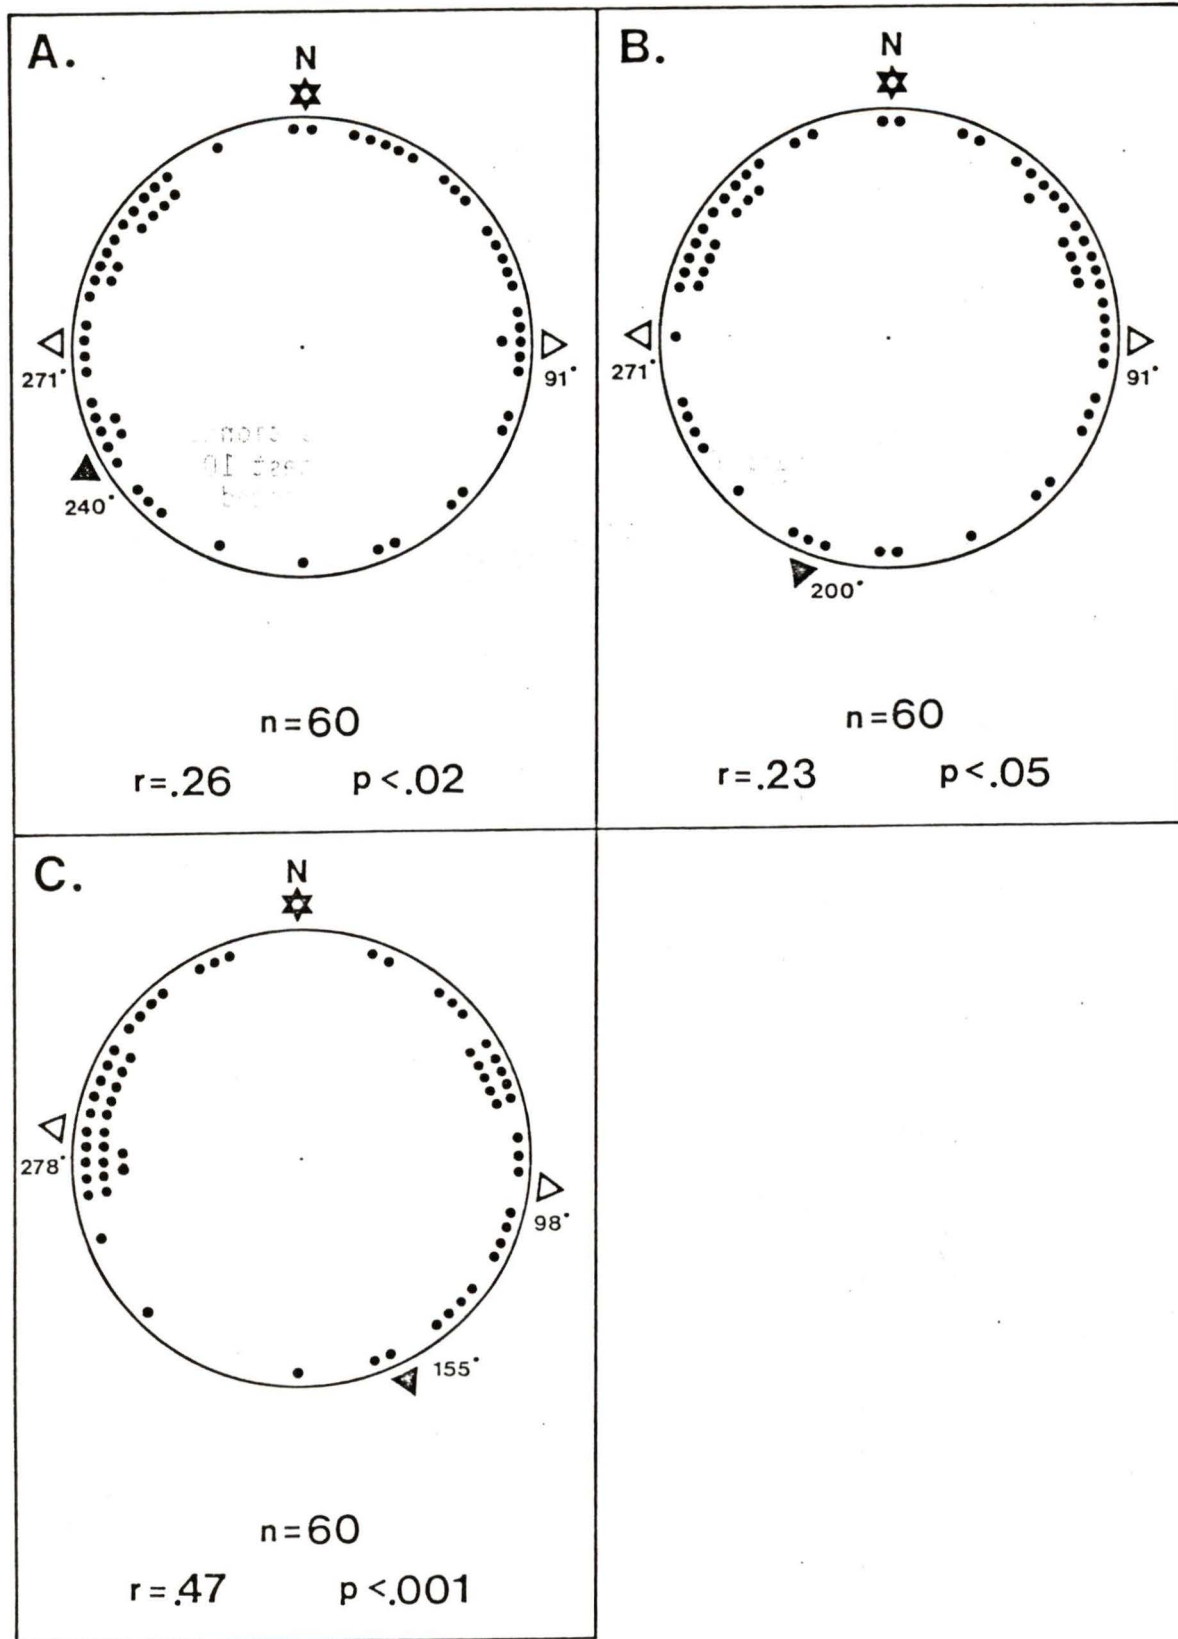 A.
N
271°
91°
240°
n=60
r=.26 p<.02
B.
N
271°
91°
200°
n=60
r=.23 p<.05
C.
N
278°
98°
155°
n=60
r=.47 p<.001